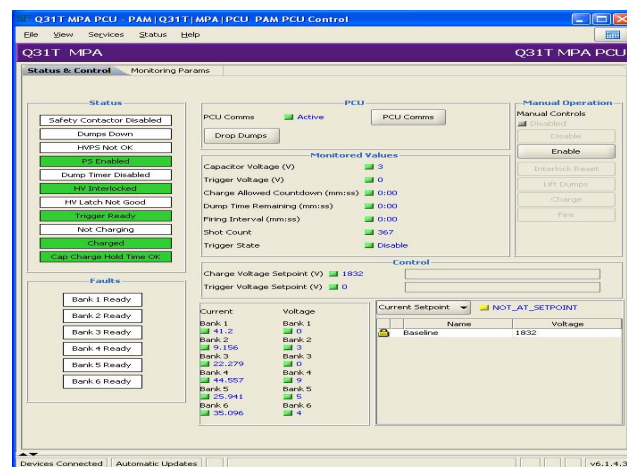 Q31T MPA PCU - PAM|Q31T|MPA|PCU PAM PCU Control
File View Services Status Help
Q31T MPA Q31T MPA PCU
Status & Control Monitoring Params
Status
Safety Contactor Disabled
Dumps Down
HVPS Not OK
PS Enabled
Dump Timer Disabled
HV Interlocked
HV Latch Not Good
Trigger Ready
Not Charging
Charged
Cap Charge Hold Time OK
Faults
Bank 1 Ready
Bank 2 Ready
Bank 3 Ready
Bank 4 Ready
Bank 5 Ready
Bank 6 Ready
PCU
PCU Comms Active PCU Comms
Drop Dumps
Monitored Values
Capacitor Voltage (V) 3
Trigger Voltage (V) 0
Charge Allowed Countdown (mm:ss) 0:00
Dump Time Remaining (mm:ss) 0:00
Firing Interval (mm:ss) 0:00
Shot Count 367
Trigger State Disable
Manual Operation
Manual Controls
Disabled
Disable
Enable
Interlock Reset
Lift Dumps
Charge
Fire
Control
Charge Voltage Setpoint (V) 1832
Trigger Voltage Setpoint (V) 0
Current Voltage
Bank 1 Bank 1
41.2 0
Bank 2 Bank 2
9.156 3
Bank 3 Bank 3
22.279 0
Bank 4 Bank 4
44.557 9
Bank 5 Bank 5
25.941 5
Bank 6 Bank 6
35.096 4
Current Setpoint NOT_AT_SETPOINT
Name Voltage
Baseline 1832
Devices Connected Automatic Updates v6.1.4.3